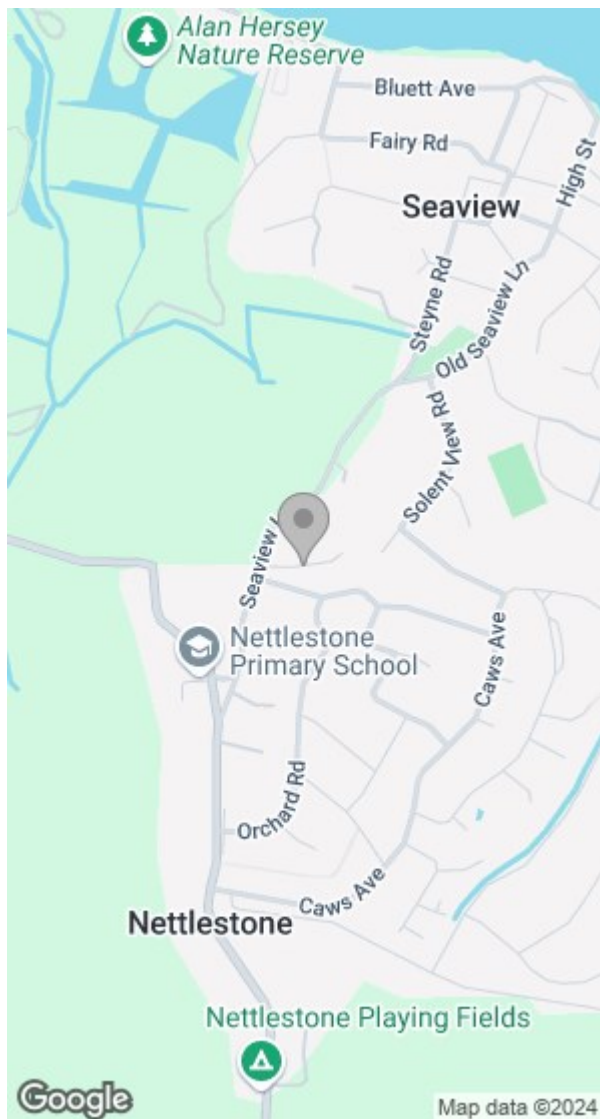 Alan Hersey
Nature Reserve
Bluett Ave
Fairy Rd
High St
Seaview
Steyne Rd
Old Seaview Ln
Solent View Rd
Seaview
Nettlestone
Primary School
Caws Ave
Orchard Rd
Caws Ave
Nettlestone
Nettlestone Playing Fields
Google
Map data ©2024